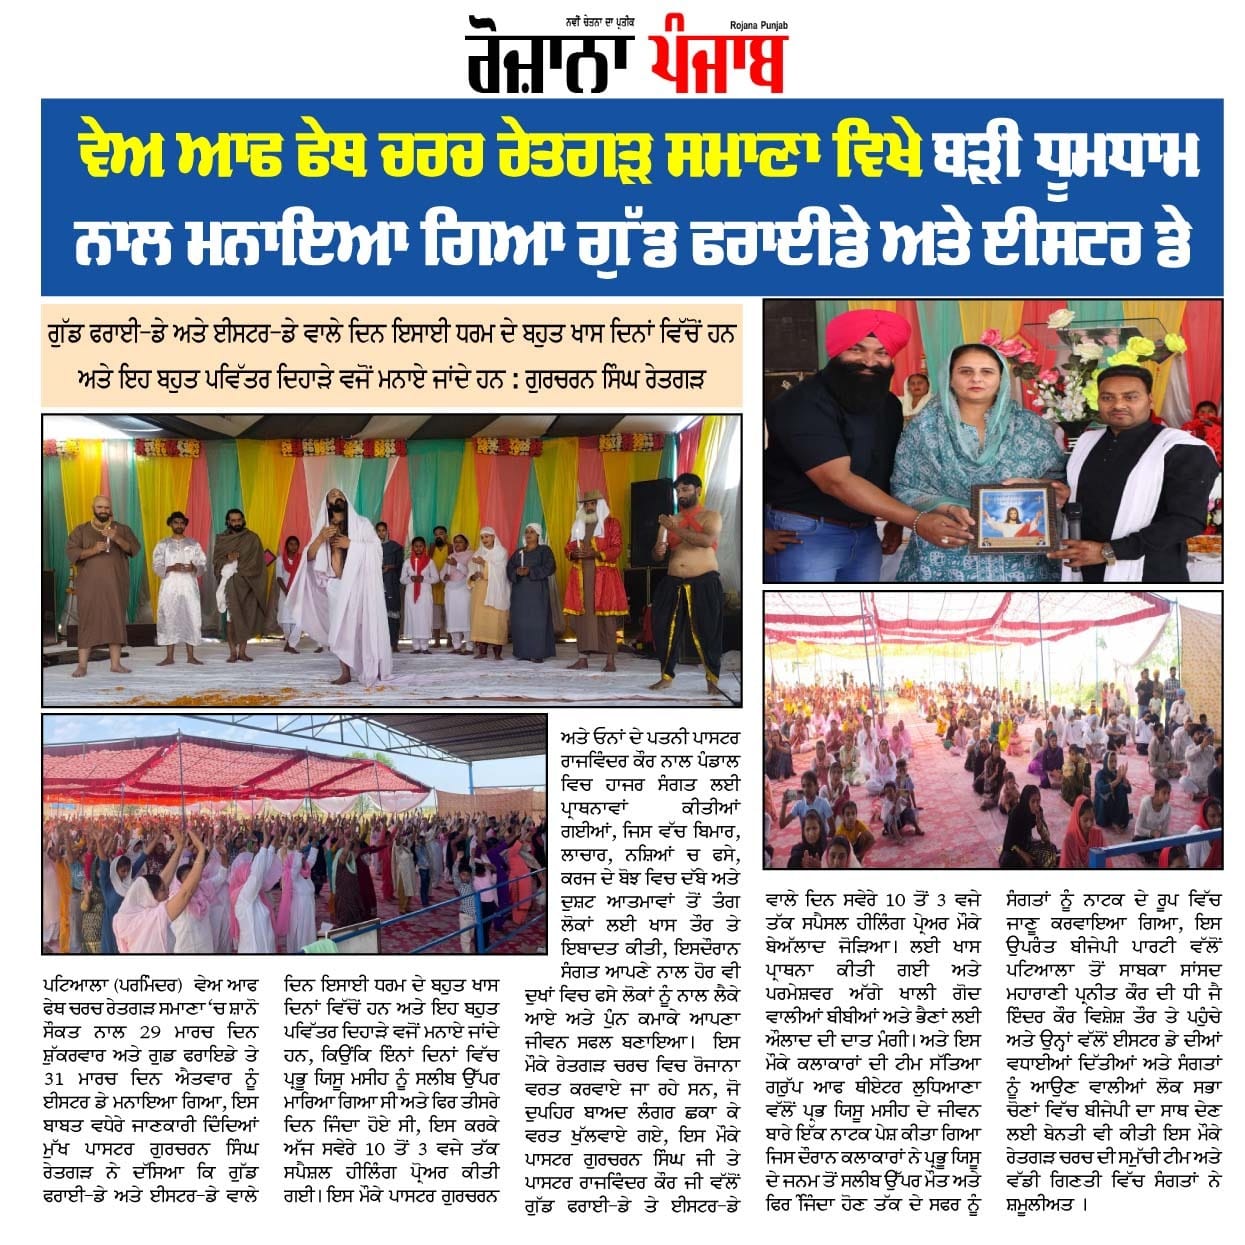 ਨਵੀਂ ਚੇਤਨਾ ਦਾ ਪ੍ਰਤੀਕ
Rojana Punjab
ਰੋਜ਼ਾਨਾ ਪੰਜਾਬ
ਵੇਅ ਆਫ ਫੇਥ ਚਰਚ ਰੇਤਗੜ੍ਹ ਸਮਾਣਾ ਵਿਖੇ ਬੜੀ ਧੂਮਧਾਮ
ਨਾਲ ਮਨਾਇਆ ਗਿਆ ਗੁੱਡ ਫਰਾਈਡੇ ਅਤੇ ਈਸਟਰ ਡੇ
ਗੁੱਡ ਫਰਾਈ-ਡੇ ਅਤੇ ਈਸਟਰ-ਡੇ ਵਾਲੇ ਦਿਨ ਇਸਾਈ ਧਰਮ ਦੇ ਬਹੁਤ ਖਾਸ ਦਿਨਾਂ ਵਿੱਚੋਂ ਹਨ
ਅਤੇ ਇਹ ਬਹੁਤ ਪਵਿੱਤਰ ਦਿਹਾੜੇ ਵਜੋਂ ਮਨਾਏ ਜਾਂਦੇ ਹਨ : ਗੁਰਚਰਨ ਸਿੰਘ ਰੇਤਗੜ
ਪਟਿਆਲਾ (ਪਰਮਿੰਦਰ) ਵੇਅ ਆਫ
ਫੇਥ ਚਰਚ ਰੇਤਗੜ ਸਮਾਣਾ ‘ਚ ਸ਼ਾਨੋ
ਸੌਕਤ ਨਾਲ 29 ਮਾਰਚ ਦਿਨ
ਸ਼ੁੱਕਰਵਾਰ ਅਤੇ ਗੁਡ ਫਰਾਇਡੇ ਤੇ
31 ਮਾਰਚ ਦਿਨ ਐਤਵਾਰ ਨੂੰ
ਈਸਟਰ ਡੇ ਮਨਾਇਆ ਗਿਆ, ਇਸ
ਬਾਬਤ ਵਧੇਰੇ ਜਾਣਕਾਰੀ ਦਿੰਦਿਆਂ
ਮੁੱਖ ਪਾਸਟਰ ਗੁਰਚਰਨ ਸਿੰਘ
ਰੇਤਗੜ ਨੇ ਦੱਸਿਆ ਕਿ ਗੁੱਡ
ਫਰਾਈ-ਡੇ ਅਤੇ ਈਸਟਰ-ਡੇ ਵਾਲੇ
ਦਿਨ ਇਸਾਈ ਧਰਮ ਦੇ ਬਹੁਤ ਖਾਸ
ਦਿਨਾਂ ਵਿੱਚੋਂ ਹਨ ਅਤੇ ਇਹ ਬਹੁਤ
ਪਵਿੱਤਰ ਦਿਹਾੜੇ ਵਜੋਂ ਮਨਾਏ ਜਾਂਦੇ
ਹਨ, ਕਿਉਂਕਿ ਇੰਨਾਂ ਦਿਨਾਂ ਵਿੱਚ
ਪ੍ਰਭੂ ਯਿਸੂ ਮਸੀਹ ਨੂੰ ਸਲੀਬ ਉੱਪਰ
ਮਾਰਿਆ ਗਿਆ ਸੀ ਅਤੇ ਫਿਰ ਤੀਸਰੇ
ਦਿਨ ਜਿੰਦਾ ਹੋਏ ਸੀ, ਇਸ ਕਰਕੇ
ਅੱਜ ਸਵੇਰੇ 10 ਤੋਂ 3 ਵਜੇ ਤੱਕ
ਸਪੈਸ਼ਲ ਹੀਲਿੰਗ ਪ੍ਰੇਅਰ ਕੀਤੀ
ਗਈ। ਇਸ ਮੌਕੇ ਪਾਸਟਰ ਗੁਰਚਰਨ
ਅਤੇ ਓਨਾਂ ਦੇ ਪਤਨੀ ਪਾਸਟਰ
ਰਾਜਵਿੰਦਰ ਕੌਰ ਨਾਲ ਪੰਡਾਲ
ਵਿਚ ਹਾਜਰ ਸੰਗਤ ਲਈ
ਪ੍ਰਾਥਨਾਵਾਂ ਕੀਤੀਆਂ
ਗਈਆਂ, ਜਿਸ ਵੱਚ ਬਿਮਾਰ,
ਲਾਚਾਰ, ਨਸ਼ਿਆਂ ਚ ਫਸੇ,
ਕਰਜ ਦੇ ਬੋਝ ਵਿਚ ਦੱਬੇ ਅਤੇ
ਦੁਸ਼ਟ ਆਤਮਾਵਾਂ ਤੋਂ ਤੰਗ
ਲੋਕਾਂ ਲਈ ਖਾਸ ਤੌਰ ਤੇ
ਇਬਾਦਤ ਕੀਤੀ, ਇਸਦੌਰਾਨ
ਸੰਗਤ ਆਪਣੇ ਨਾਲ ਹੋਰ ਵੀ
ਦੁਖਾਂ ਵਿਚ ਫਸੇ ਲੋਕਾਂ ਨੂੰ ਨਾਲ ਲੈਕੇ
ਆਏ ਅਤੇ ਪੁੰਨ ਕਮਾਕੇ ਆਪਣਾ
ਜੀਵਨ ਸਫਲ ਬਣਾਇਆ। ਇਸ
ਮੌਕੇ ਰੇਤਗੜ ਚਰਚ ਵਿਚ ਰੋਜਾਨਾ
ਵਰਤ ਕਰਵਾਏ ਜਾ ਰਹੇ ਸਨ, ਜੋ
ਦੁਪਹਿਰ ਬਾਅਦ ਲੰਗਰ ਛਕਾ ਕੇ
ਵਰਤ ਖੁੱਲਵਾਏ ਗਏ, ਇਸ ਮੌਕੇ
ਪਾਸਟਰ ਗੁਰਚਰਨ ਸਿੰਘ ਜੀ ਤੇ
ਪਾਸਟਰ ਰਾਜਵਿੰਦਰ ਕੌਰ ਜੀ ਵੱਲੋਂ
ਗੁੱਡ ਫਰਾਈ-ਡੇ ਤੇ ਈਸਟਰ-ਡੇ
ਵਾਲੇ ਦਿਨ ਸਵੇਰੇ 10 ਤੋਂ 3 ਵਜੇ
ਤੱਕ ਸਪੈਸਲ ਹੀਲਿੰਗ ਪ੍ਰੇਅਰ ਮੌਕੇ
ਬੇਔਲਾਦ ਜੋੜਿਆ। ਲਈ ਖਾਸ
ਪ੍ਰਾਥਨਾ ਕੀਤੀ ਗਈ ਅਤੇ
ਪਰਮੇਸ਼ਵਰ ਅੱਗੇ ਖਾਲੀ ਗੋਦ
ਵਾਲੀਆਂ ਬੀਬੀਆਂ ਅਤੇ ਭੈਣਾਂ ਲਈ
ਔਲਾਦ ਦੀ ਦਾਤ ਮੰਗੀ। ਅਤੇ ਇਸ
ਮੌਕੇ ਕਲਾਕਾਰਾਂ ਦੀ ਟੀਮ ਸੱਤਿਆ
ਗਰੁੱਪ ਆਫ ਥੀਏਟਰ ਲੁਧਿਆਣਾ
ਵੱਲੋਂ ਪ੍ਰਭੂ ਯਿਸੂ ਮਸੀਹ ਦੇ ਜੀਵਨ
ਬਾਰੇ ਇੱਕ ਨਾਟਕ ਪੇਸ਼ ਕੀਤਾ ਗਿਆ
ਜਿਸ ਦੌਰਾਨ ਕਲਾਕਾਰਾਂ ਨੇ ਪ੍ਰਭੂ ਯਿਸੂ
ਦੇ ਜਨਮ ਤੋਂ ਸਲੀਬ ਉੱਪਰ ਮੌਤ ਅਤੇ
ਫਿਰ ਜਿੰਦਾ ਹੋਣ ਤੱਕ ਦੇ ਸਫਰ ਨੂੰ
ਸੰਗਤਾਂ ਨੂੰ ਨਾਟਕ ਦੇ ਰੂਪ ਵਿੱਚ
ਜਾਣੂ ਕਰਵਾਇਆ ਗਿਆ, ਇਸ
ਉਪਰੰਤ ਬੀਜੇਪੀ ਪਾਰਟੀ ਵੱਲੋਂ
ਪਟਿਆਲਾ ਤੋਂ ਸਾਬਕਾ ਸਾਂਸਦ
ਮਹਾਰਾਣੀ ਪ੍ਰਨੀਤ ਕੌਰ ਦੀ ਧੀ ਜੈ
ਇੰਦਰ ਕੌਰ ਵਿਸ਼ੇਸ਼ ਤੌਰ ਤੇ ਪਹੁੰਚੇ
ਅਤੇ ਉਨ੍ਹਾਂ ਵੱਲੋਂ ਈਸਟਰ ਡੇ ਦੀਆਂ
ਵਧਾਈਆਂ ਦਿੱਤੀਆਂ ਅਤੇ ਸੰਗਤਾਂ
ਨੂੰ ਆਉਣ ਵਾਲੀਆਂ ਲੋਕ ਸਭਾ
ਚੋਣਾਂ ਵਿੱਚ ਬੀਜੇਪੀ ਦਾ ਸਾਥ ਦੇਣ
ਲਈ ਬੇਨਤੀ ਵੀ ਕੀਤੀ ਇਸ ਮੌਕੇ
ਰੇਤਗੜ ਚਰਚ ਦੀ ਸਮੁੱਚੀ ਟੀਮ ਅਤੇ
ਵੱਡੀ ਗਿਣਤੀ ਵਿੱਚ ਸੰਗਤਾਂ ਨੇ
ਸ਼ਮੂਲੀਅਤ ।